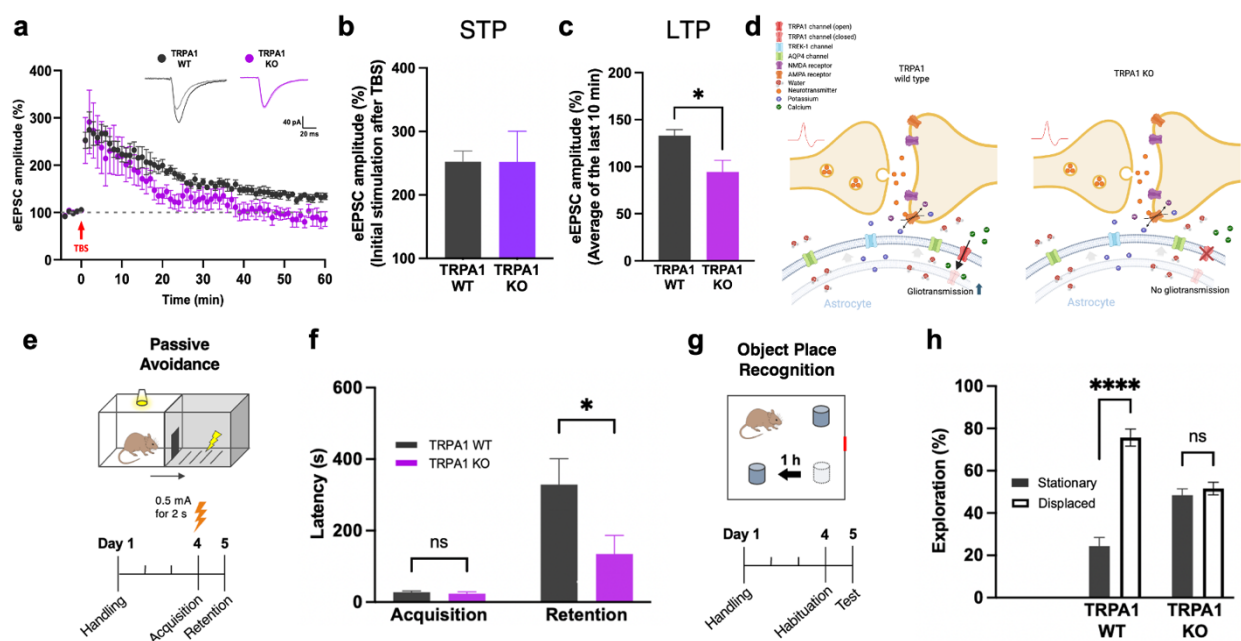 a
TRPA1
WT
TRPA1
KO
eEPSC amplitude (%)
400
300
200
100
0
40 pA
20 ms
TBS
0 10 20 30 40 50 60
Time (min)
b
STP
eEPSC amplitude (%)
(Initial stimulation after TBS)
400
350
300
250
200
150
100
TRPA1
WT
TRPA1
KO
c
LTP
eEPSC amplitude (%)
(Average of the last 10 min)
200
150
100
50
0
*
TRPA1
WT
TRPA1
KO
d
TRPA1 channel (open)
TRPA1 channel (closed)
TREK-1 channel
AQP4 channel
NMDA receptor
AMPA receptor
Water
Neurotransmitter
Potassium
Calcium
TRPA1
wild type
Gliotransmission
Astrocyte
TRPA1 KO
No gliotransmission
Astrocyte
e
Passive
Avoidance
0.5 mA
for 2 s
Day 1 4 5
Handling
Acquisition
Retention
f
Latency (s)
600
400
200
0
TRPA1 WT
TRPA1 KO
ns
*
Acquisition Retention
g
Object Place
Recognition
1 h
Day 1 4 5
Handling
Habituation
Test
h
Exploration (%)
100
80
60
40
20
0
Stationary
Displaced
****
ns
TRPA1
WT
TRPA1
KO